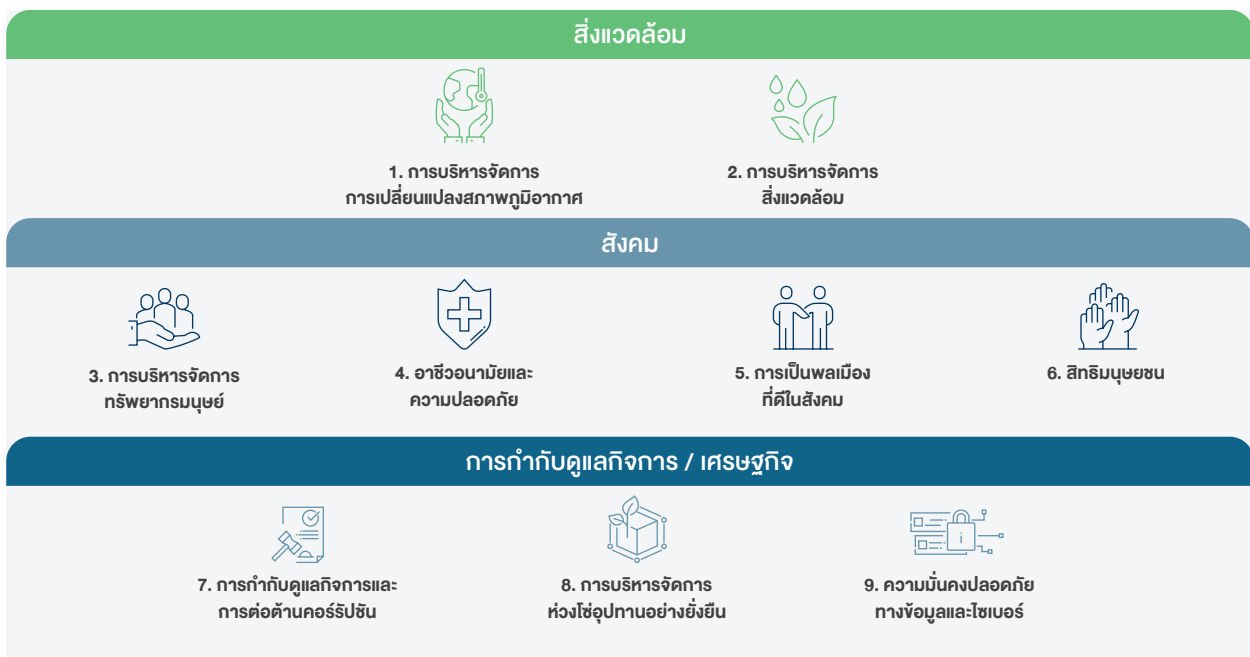 สิ่งแวดล้อม
1. การบริหารจัดการ
การเปลี่ยนแปลงสภาพภูมิอากาศ
2. การบริหารจัดการ
สิ่งแวดล้อม
สังคม
3. การบริหารจัดการ
ทรัพยากรมนุษย์
4. อาชีวอนามัยและ
ความปลอดภัย
5. การเป็นพลเมือง
ที่ดีในสังคม
6. สิทธิมนุษยชน
การกำกับดูแลกิจการ / เศรษฐกิจ
7. การกำกับดูแลกิจการและ
การต่อต้านคอร์รัปชัน
8. การบริหารจัดการ
ห่วงโซ่อุปทานอย่างยั่งยืน
9. ความมั่นคงปลอดภัย
ทางข้อมูลและไซเบอร์